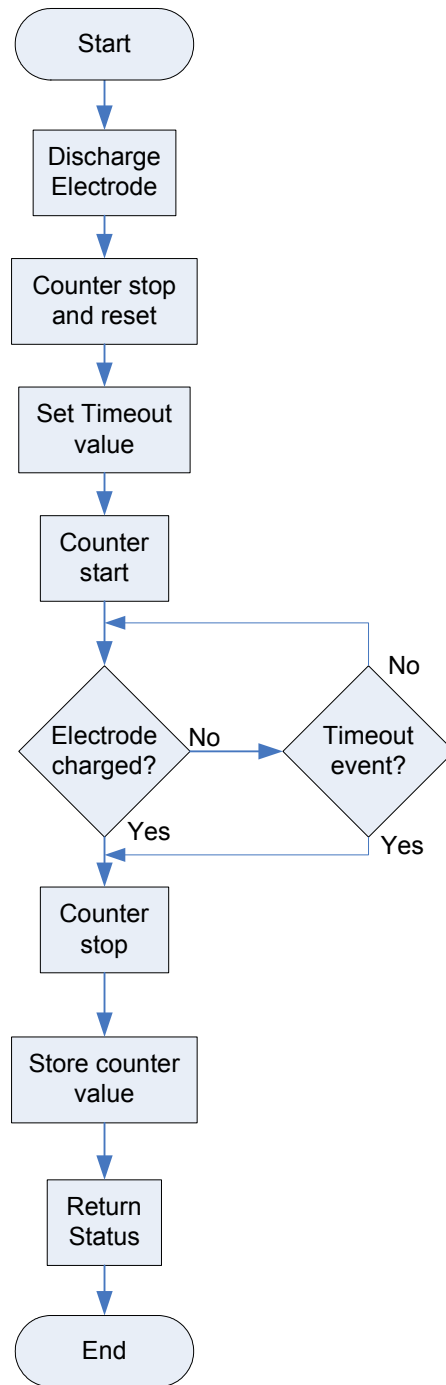 Start
Discharge
Electrode
Counter stop
and reset
Set Timeout
value
Counter
start
No
Electrode
charged?
No
Timeout
event?
Yes
Yes
Counter
stop
Store counter
value
Return
Status
End